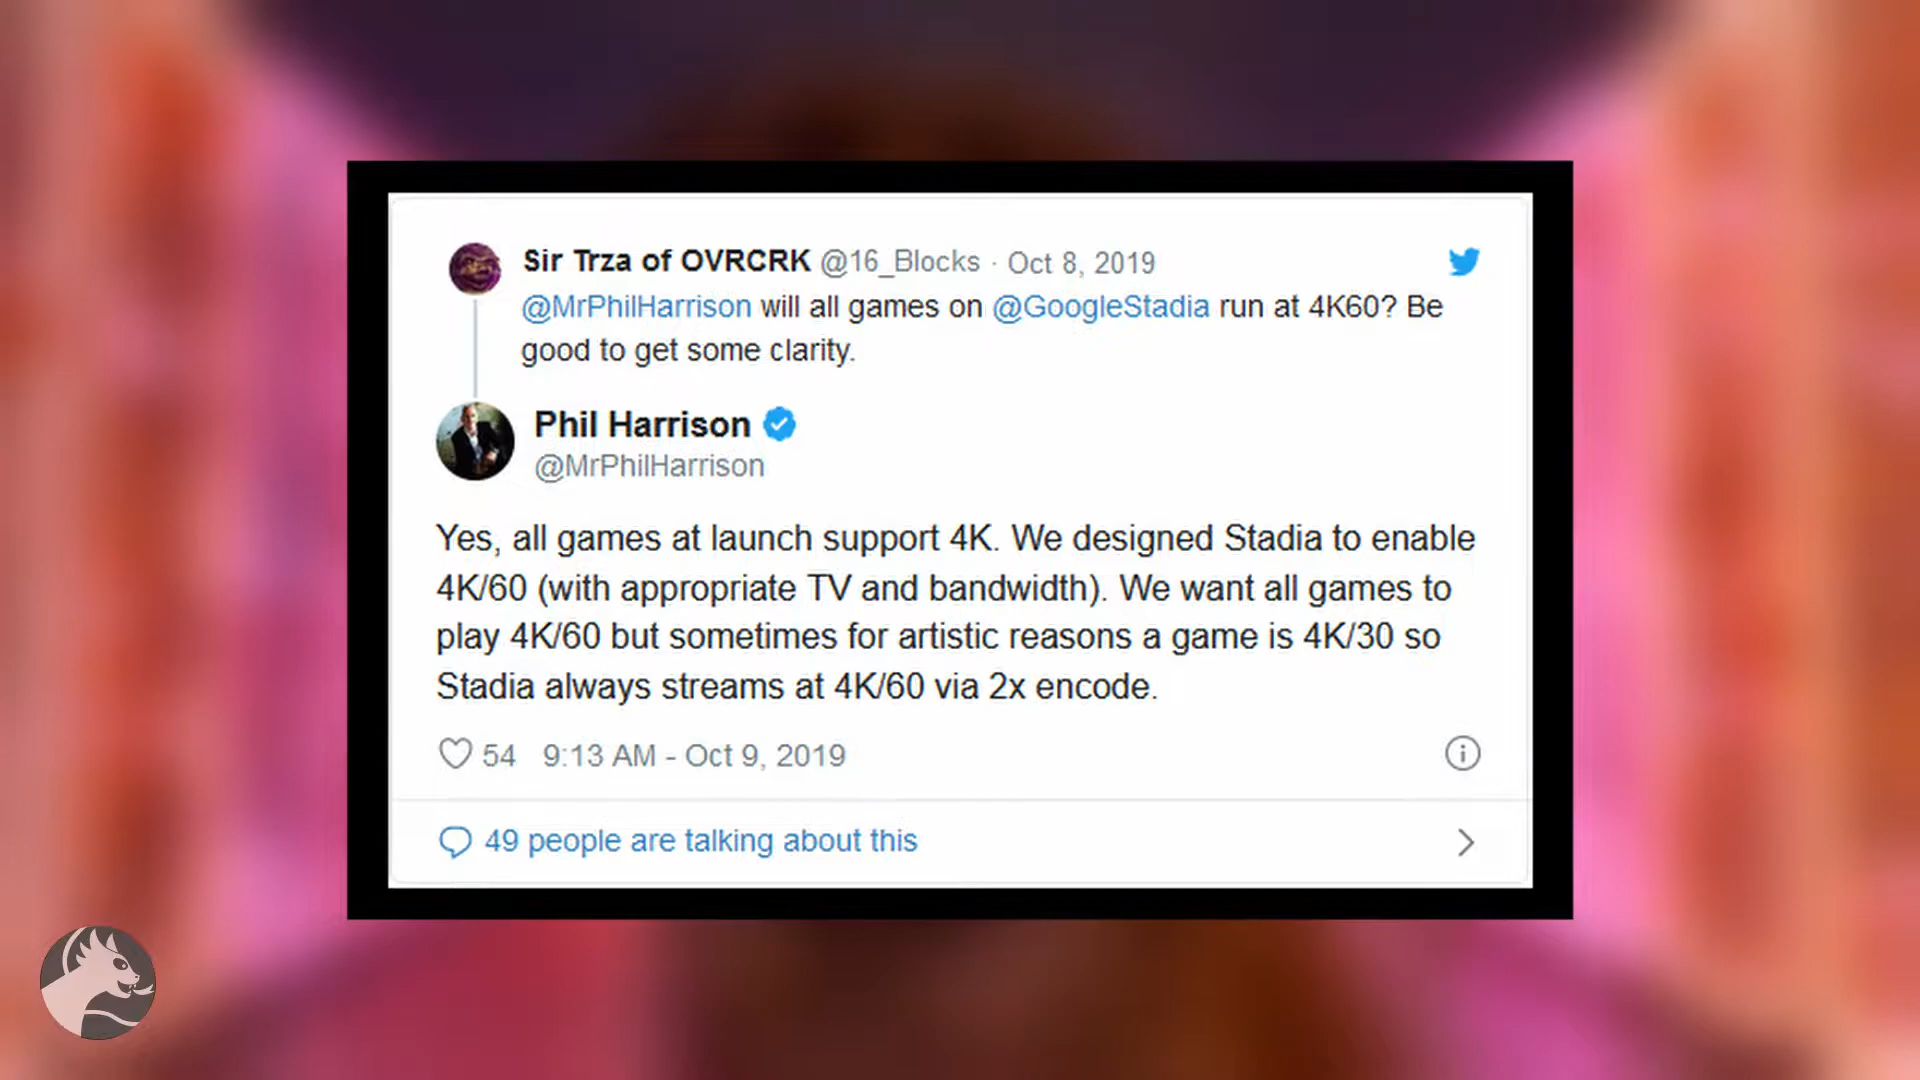 Sir Trza of OVRCRK @16_Blocks · Oct 8, 2019
@MrPhilHarrison will all games on @GoogleStadia run at 4K60? Be
good to get some clarity.
Phil Harrison
@MrPhilHarrison
Yes, all games at launch support 4K. We designed Stadia to enable
4K/60 (with appropriate TV and bandwidth). We want all games to
play 4K/60 but sometimes for artistic reasons a game is 4K/30 so
Stadia always streams at 4K/60 via 2x encode.
54 9:13 AM - Oct 9, 2019
49 people are talking about this